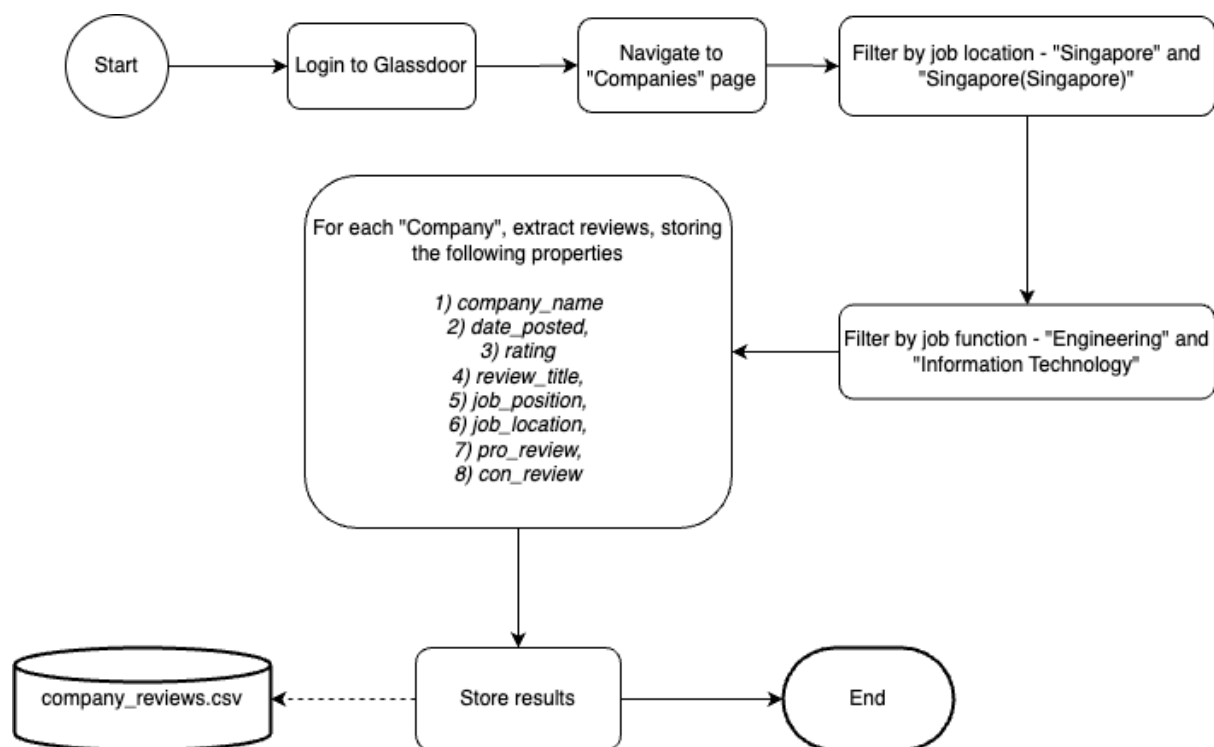 Start
Login to Glassdoor
Navigate to
"Companies" page
Filter by job location - "Singapore" and
"Singapore(Singapore)"
For each "Company", extract reviews, storing
the following properties
1) company_name
2) date_posted,
3) rating
4) review_title,
5) job_position,
6) job_location,
7) pro_review,
8) con_review
Filter by job function - "Engineering" and
"Information Technology"
company_reviews.csv
Store results
End